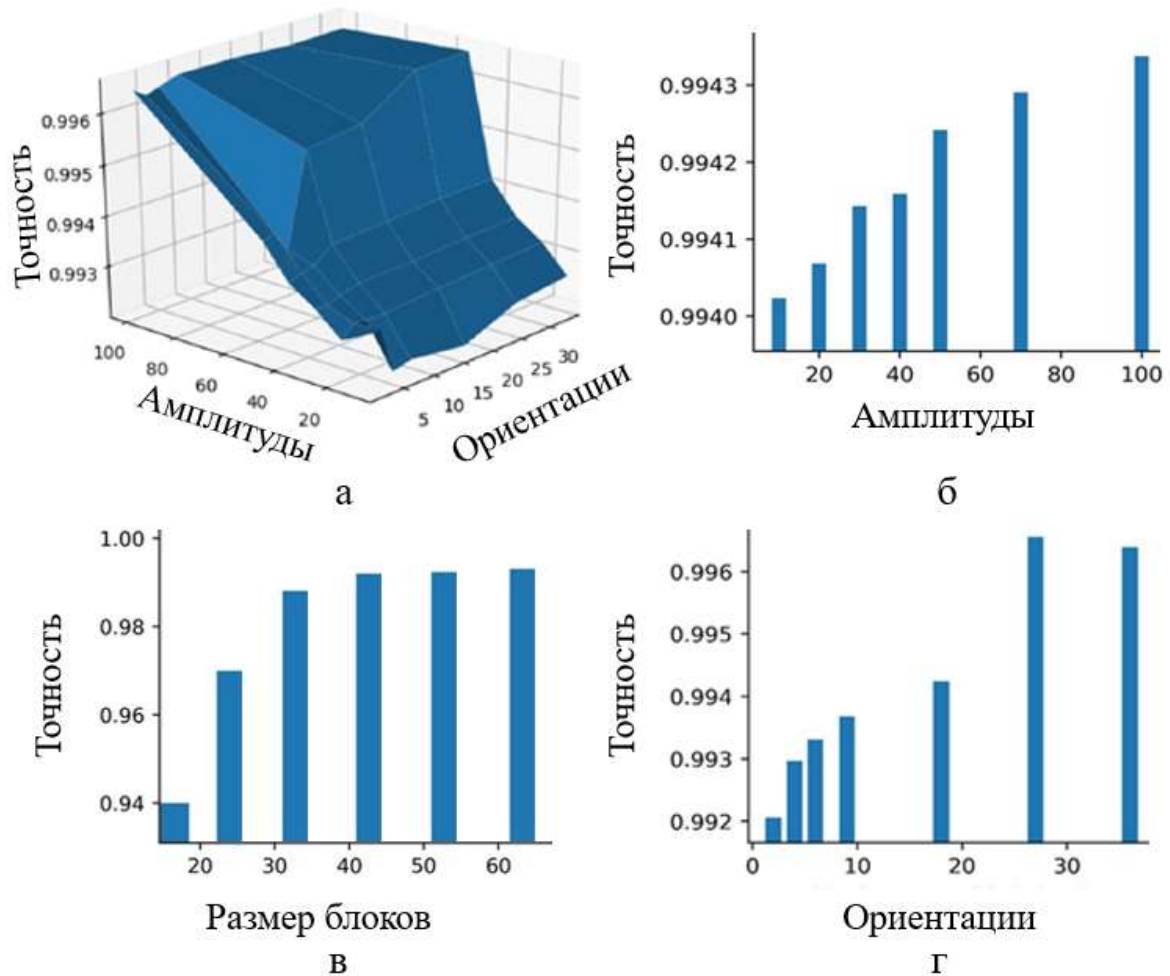 0.996
0.995
0.994
0.993
Точность
100
80
60
40
20
Амплитуды
5
10
15
20
25
30
Ориентации
а
0.9943
0.9942
0.9941
0.9940
Точность
20 40 60 80 100
Амплитуды
б
1.00
0.98
0.96
0.94
Точность
20 30 40 50 60
Размер блоков
в
0.996
0.995
0.994
0.993
0.992
Точность
0 10 20 30
Ориентации
г